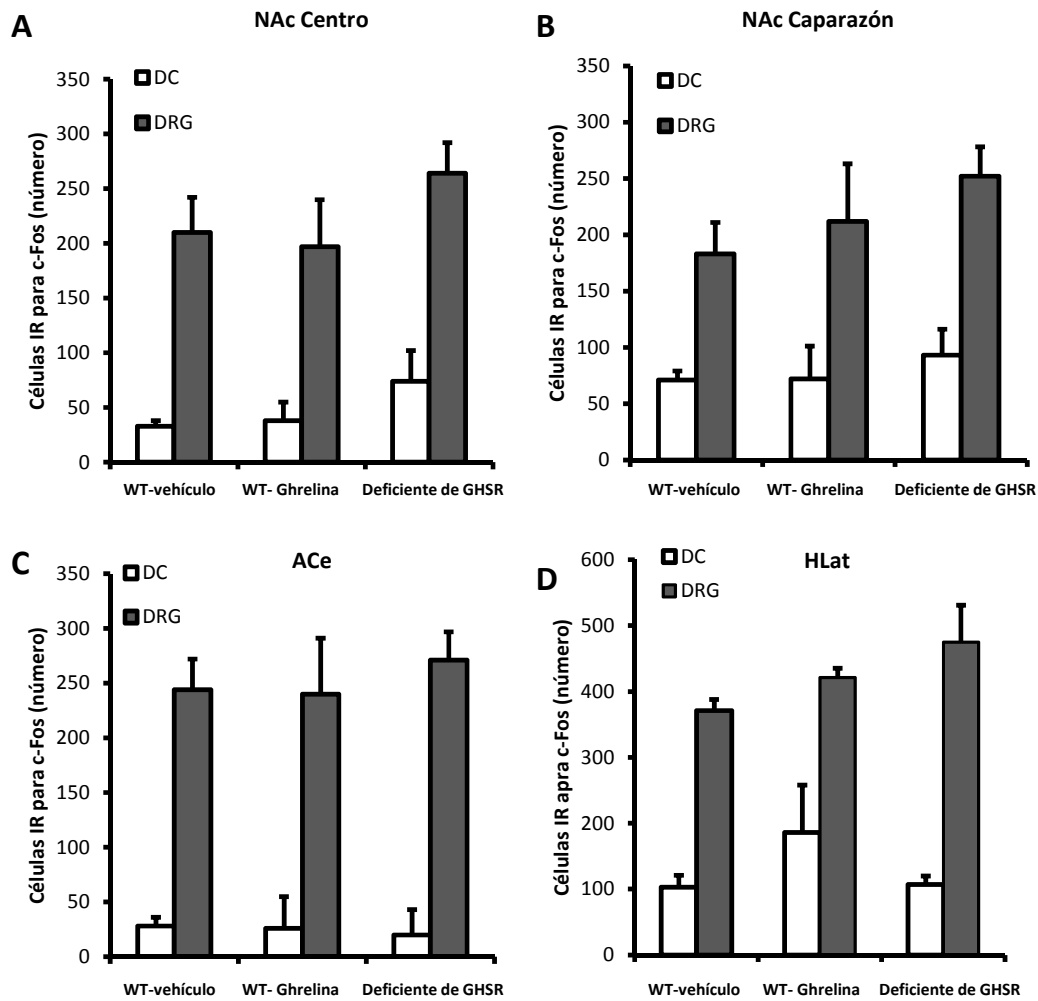 A
NAc Centro
350
300
250
200
150
100
50
0
Células IR para c-Fos (número)
DC
DRG
WT-vehículo
WT- Ghrelina
Deficiente de GHSR
B
NAc Caparazón
350
300
250
200
150
100
50
0
Células IR para c-Fos (número)
DC
DRG
WT-vehículo
WT- Ghrelina
Deficiente de GHSR
C
ACe
350
300
250
200
150
100
50
0
Células IR para c-Fos (número)
DC
DRG
WT-vehículo
WT- Ghrelina
Deficiente de GHSR
D
HLat
600
500
400
300
200
100
0
Células IR apra c-Fos (número)
DC
DRG
WT-vehículo
WT- Ghrelina
Deficiente de GHSR